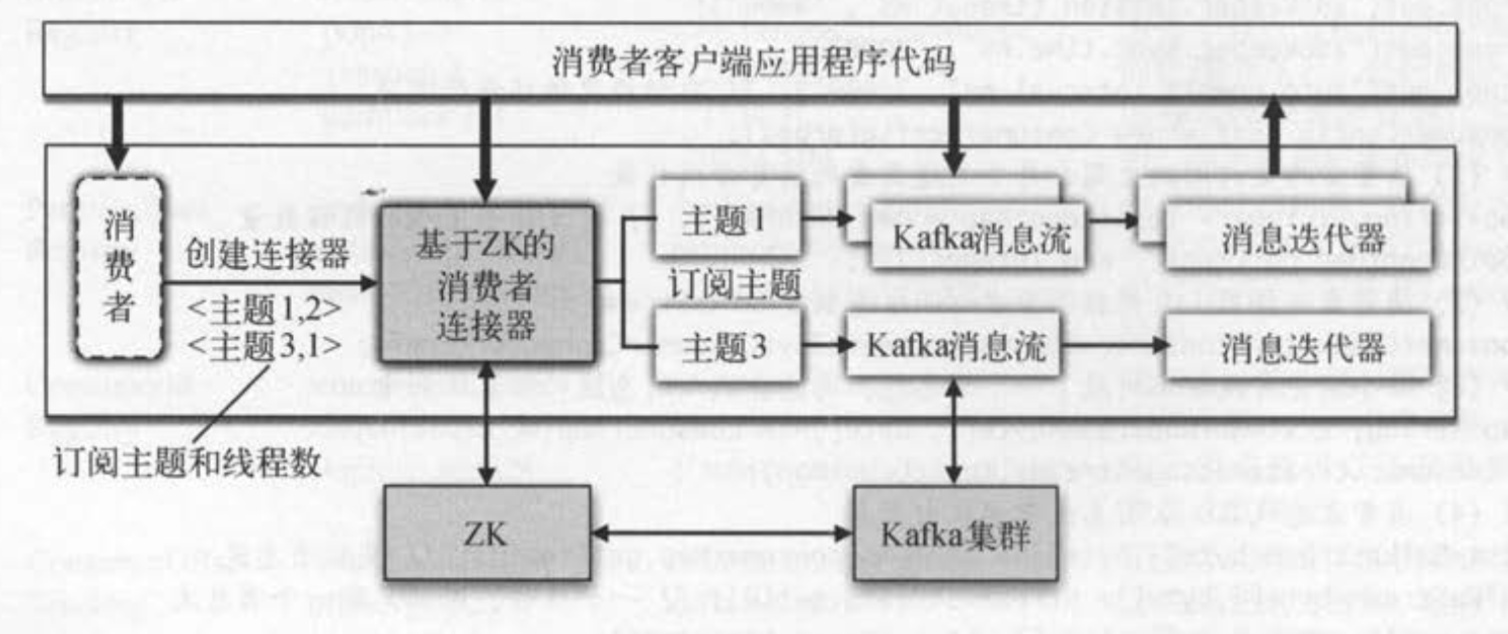 消费者客户端应用程序代码
消费者
创建连接器
<主题1,2>
<主题3,1>
订阅主题和线程数
基于ZK的
消费者
连接器
主题1
订阅主题
主题3
Kafka消息流
消息迭代器
Kafka消息流
消息迭代器
ZK
Kafka集群